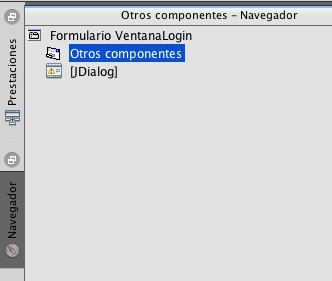 Otros componentes – Navegador
Formulario VentanaLogin
Otros componentes
[JDialog]
Prestaciones
Navegador